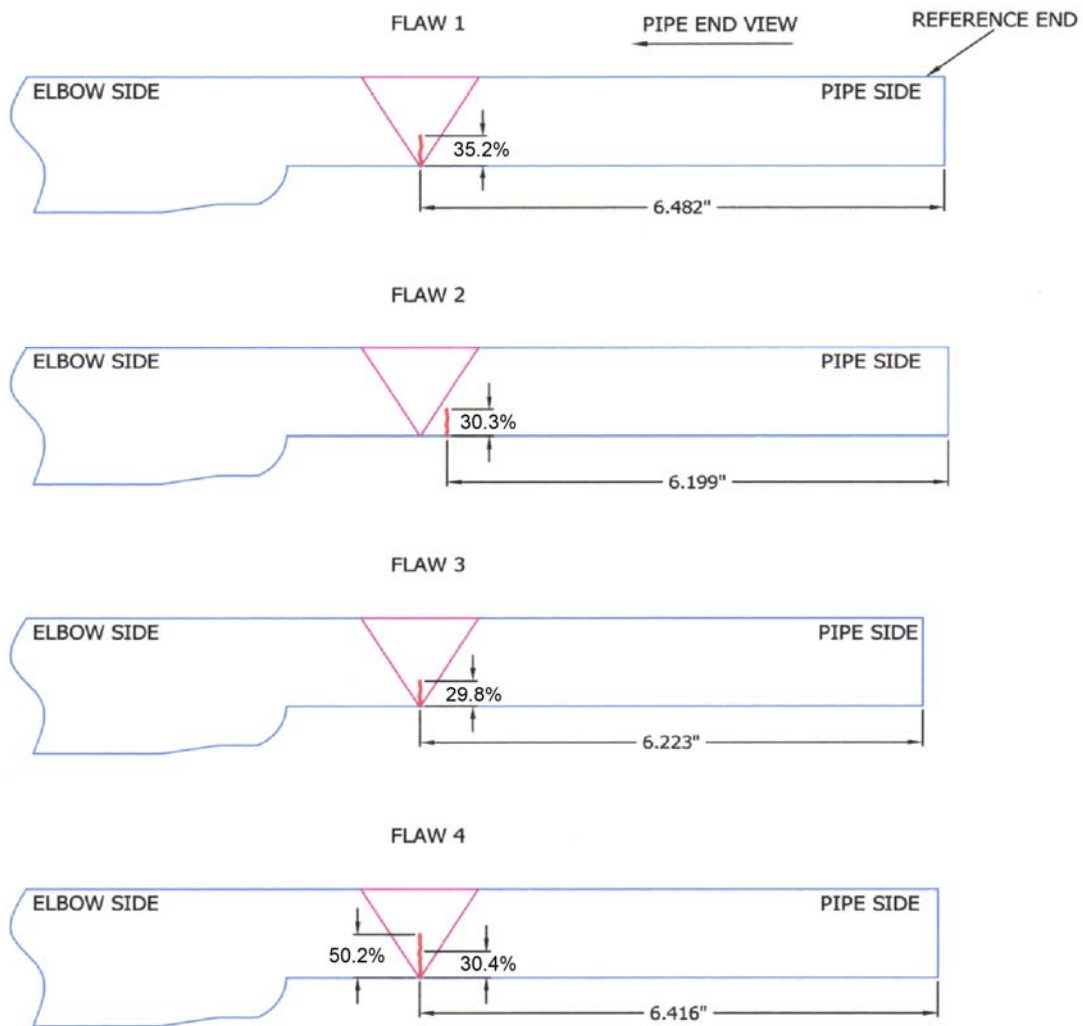 FLAW 1
PIPE END VIEW
REFERENCE END
ELBOW SIDE
PIPE SIDE
35.2%
6.482"
FLAW 2
ELBOW SIDE
PIPE SIDE
30.3%
6.199"
FLAW 3
ELBOW SIDE
PIPE SIDE
29.8%
6.223"
FLAW 4
ELBOW SIDE
PIPE SIDE
50.2%
30.4%
6.416"